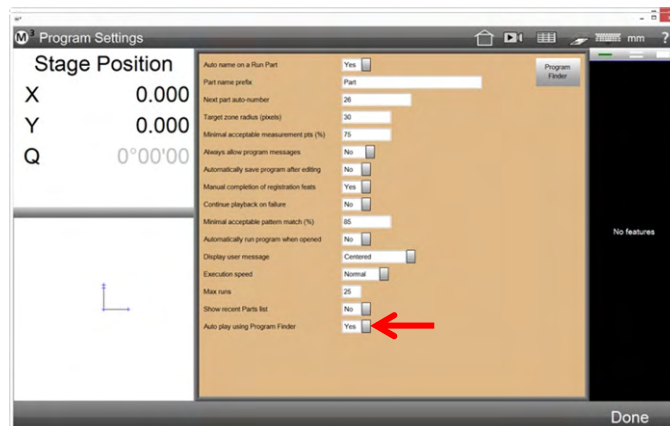 M3 Program Settings
mm ?
Stage Position
X 0.000
Y 0.000
Q 0°00'00
Auto name on a Run Part Yes
Part name prefix Part
Next part auto-number 26
Target zone radius (pixels) 30
Minimal acceptable measurement pts (%) 75
Always allow program messages No
Automatically save program after editing No
Manual completion of registration feats Yes
Continue playback on failure No
Minimal acceptable pattern match (%) 85
Automatically run program when opened No
Display user message Centered
Execution speed Normal
Max runs 25
Show recent Parts list No
Auto play using Program Finder Yes
Program
Finder
No features
Done